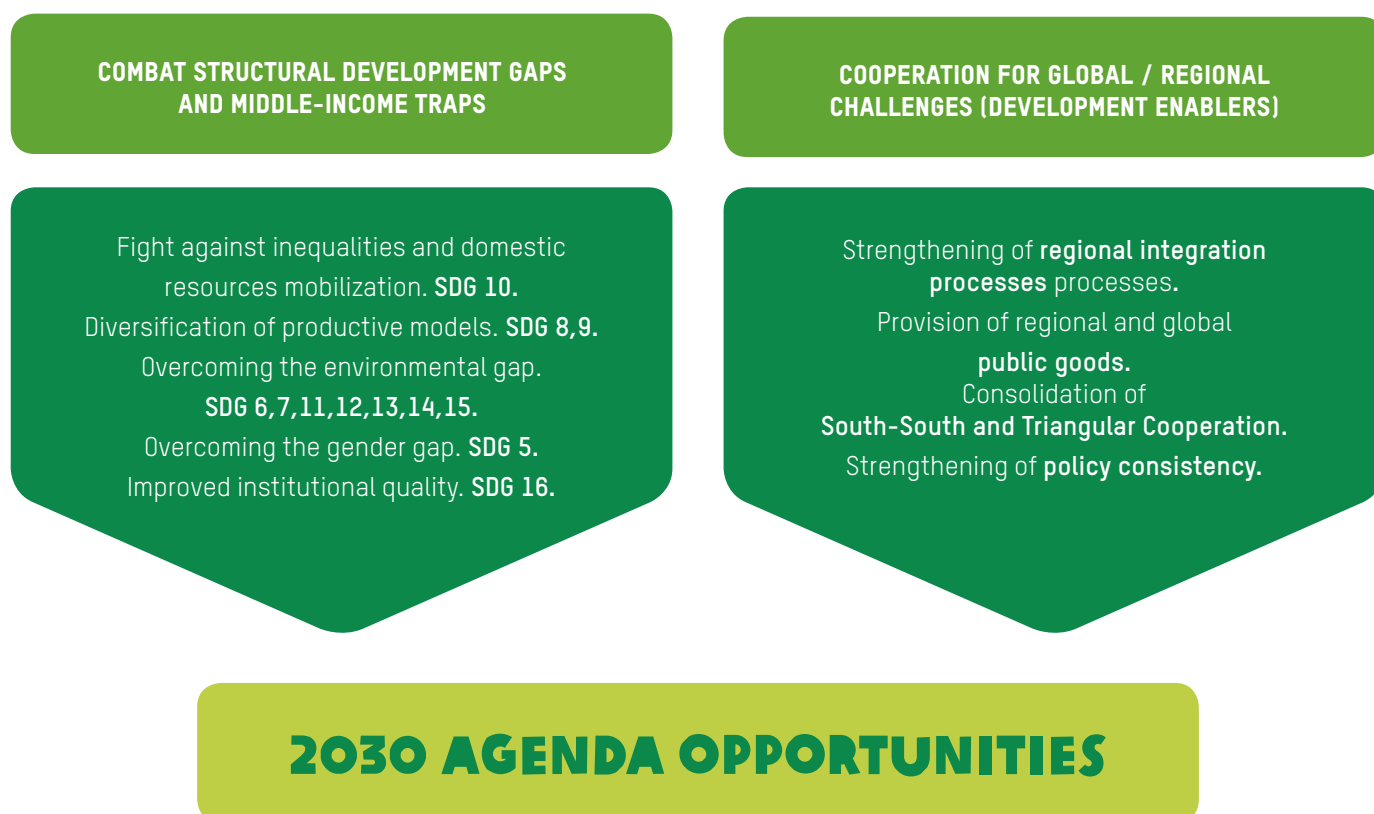 COMBAT STRUCTURAL DEVELOPMENT GAPS
AND MIDDLE-INCOME TRAPS
Fight against inequalities and domestic
resources mobilization. SDG 10.
Diversification of productive models. SDG 8,9.
Overcoming the environmental gap.
SDG 6,7,11,12,13,14,15.
Overcoming the gender gap. SDG 5.
Improved institutional quality. SDG 16.
COOPERATION FOR GLOBAL / REGIONAL
CHALLENGES (DEVELOPMENT ENABLERS)
Strengthening of regional integration
processes processes.
Provision of regional and global
public goods.
Consolidation of
South-South and Triangular Cooperation.
Strengthening of policy consistency.
2030 AGENDA OPPORTUNITIES